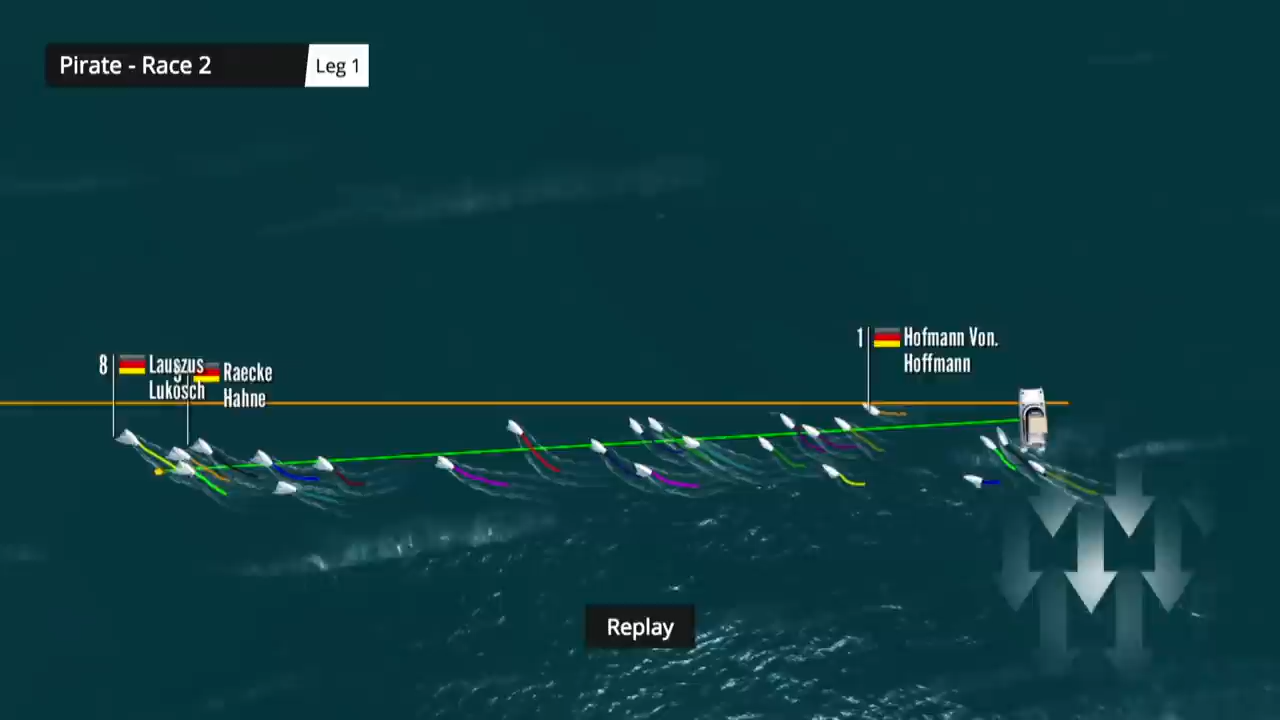 Pirate - Race 2
Leg 1
1
Hofmann Von.
Hoffmann
8
Lauszus
Lukosch
Raecke
Hahne
Replay